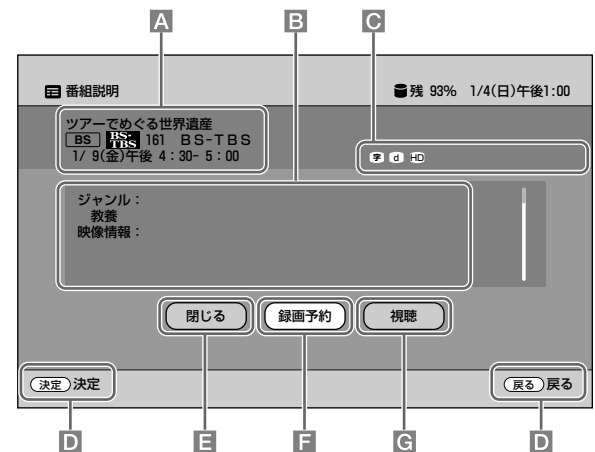 A B C
番組説明 残 93% 1/4(日)午後1:00
ツアーでめぐる世界遺産
BS BS-TBS 161 BS-TBS
1/ 9(金)午後 4：30- 5：00
字 d HD
ジャンル：
教養
映像情報：
閉じる 録画予約 視聴
決定 決定 戻る 戻る
D E F G D